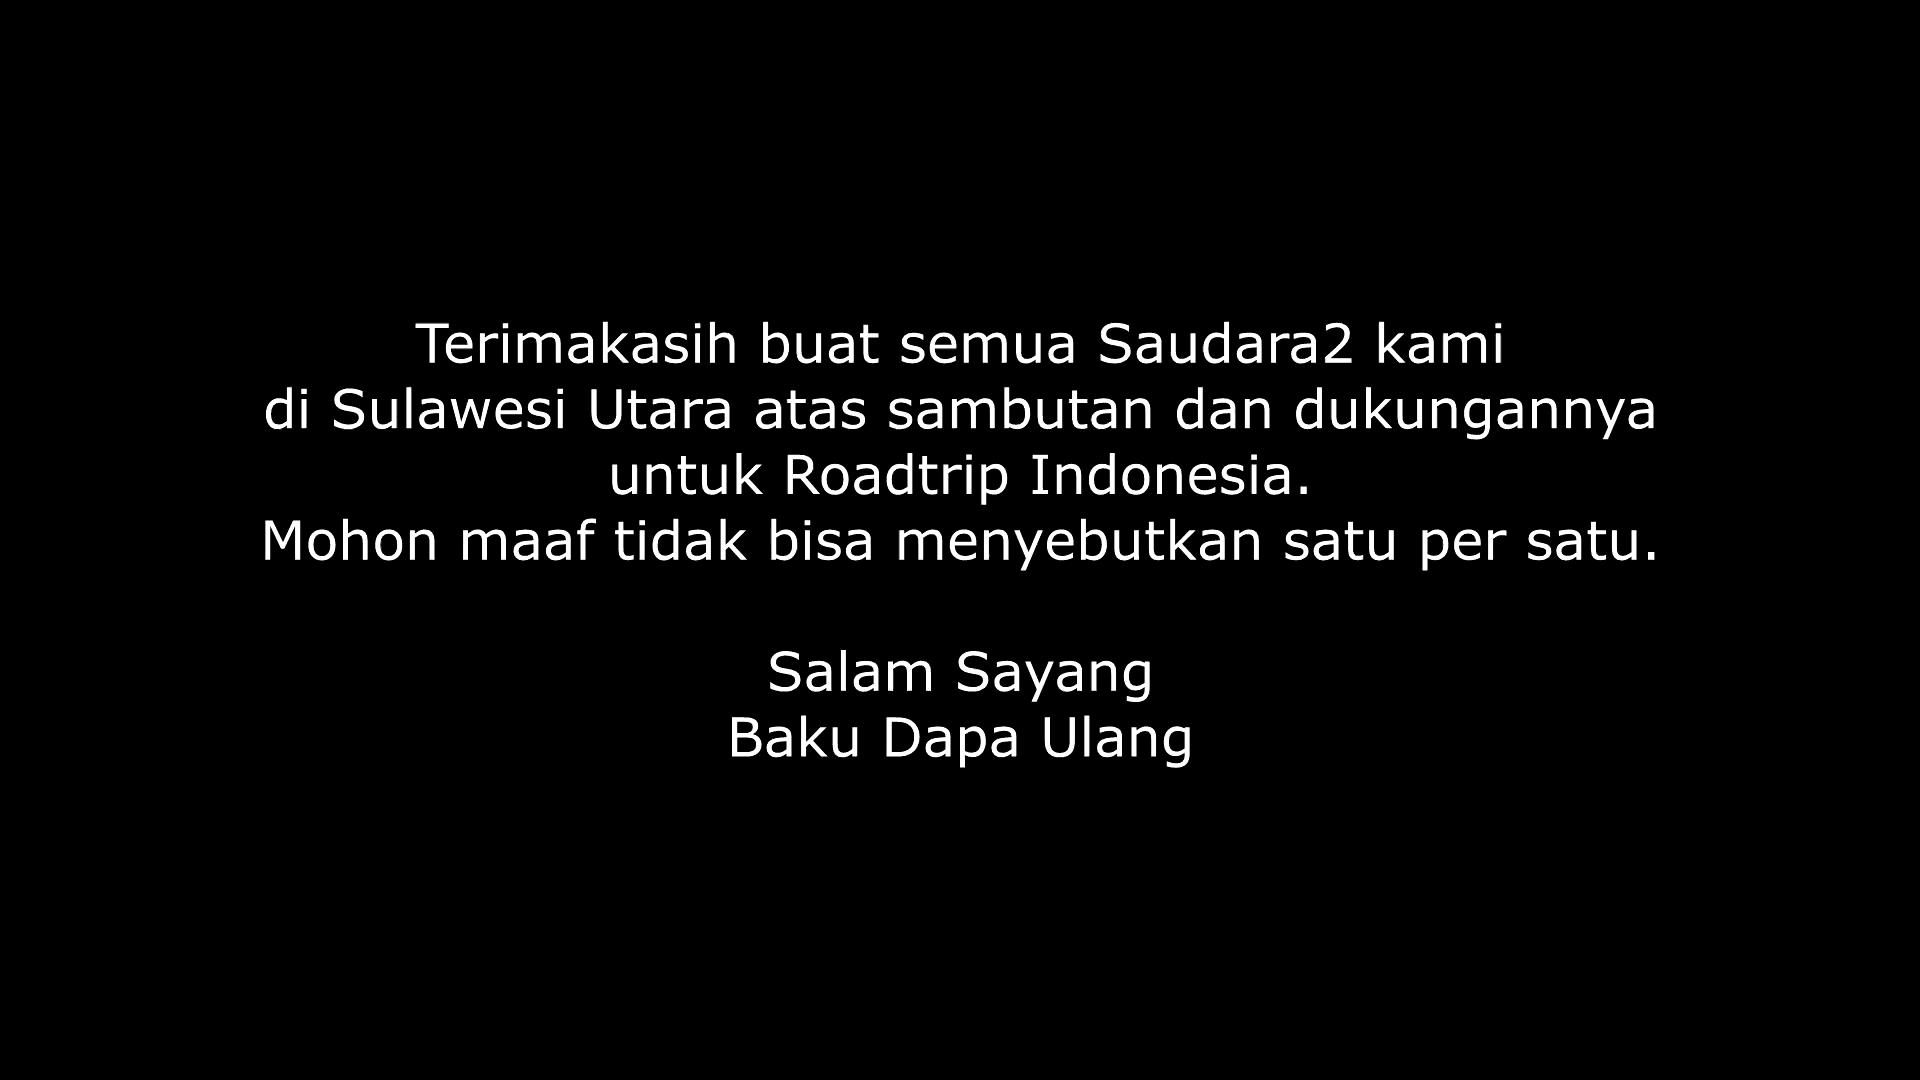 Terimakasih buat semua Saudara2 kami
di Sulawesi Utara atas sambutan dan dukungannya
untuk Roadtrip Indonesia.
Mohon maaf tidak bisa menyebutkan satu per satu.
Salam Sayang
Baku Dapa Ulang